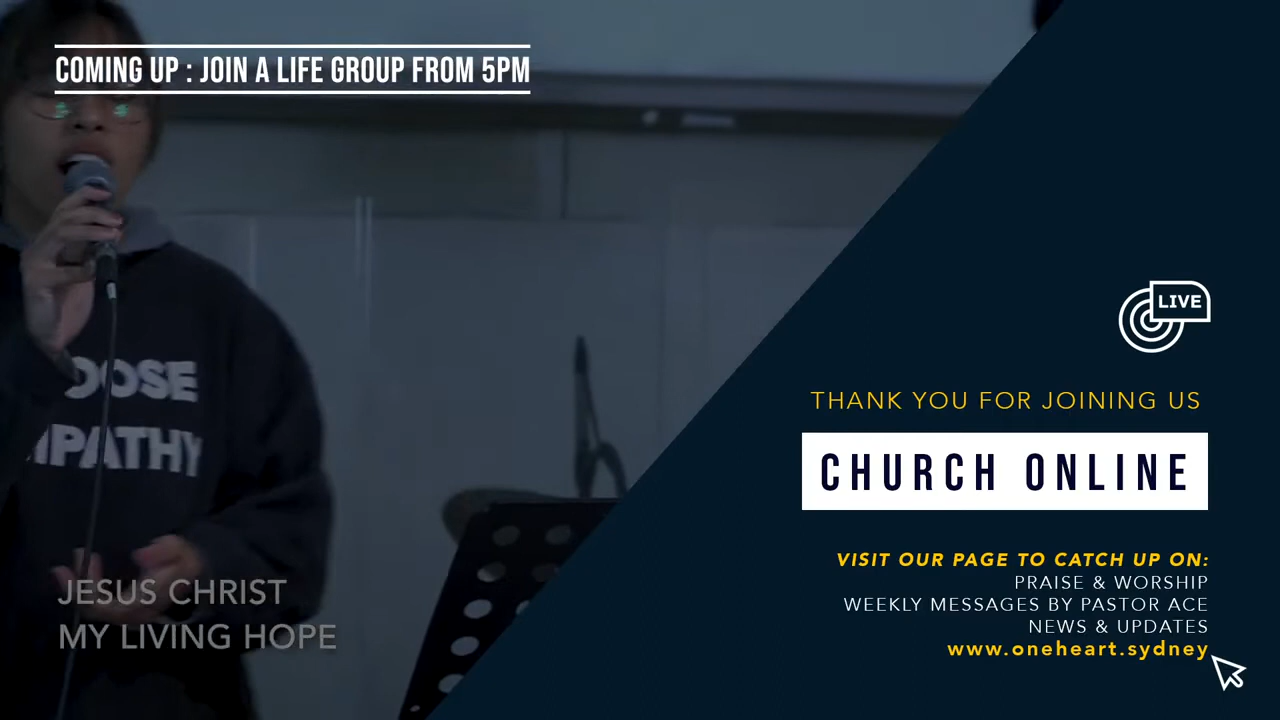 COMING UP : JOIN A LIFE GROUP FROM 5PM
OOSE
PATHY
JESUS CHRIST
MY LIVING HOPE
LIVE
THANK YOU FOR JOINING US
CHURCH ONLINE
VISIT OUR PAGE TO CATCH UP ON:
PRAISE & WORSHIP
WEEKLY MESSAGES BY PASTOR ACE
NEWS & UPDATES
www.oneheart.sydney